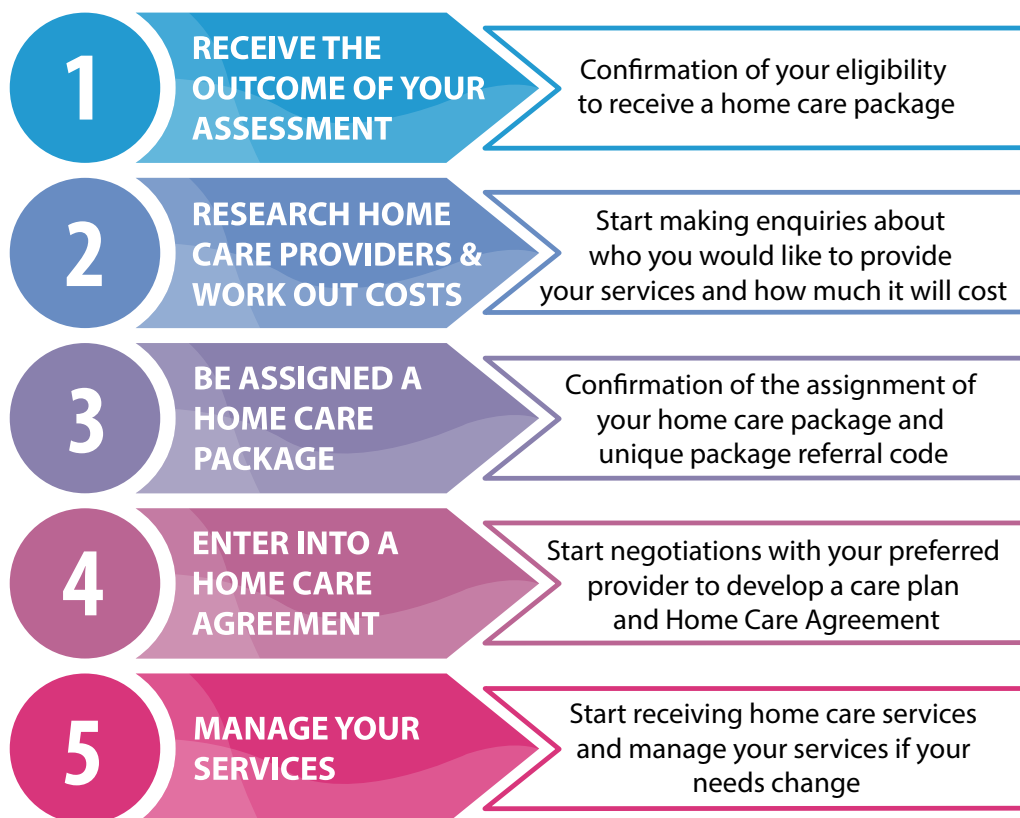 1
RECEIVE THE
OUTCOME OF YOUR
ASSESSMENT
Confirmation of your eligibility
to receive a home care package
2
RESEARCH HOME
CARE PROVIDERS &
WORK OUT COSTS
Start making enquiries about
who you would like to provide
your services and how much it will cost
3
BE ASSIGNED A
HOME CARE
PACKAGE
Confirmation of the assignment of
your home care package and
unique package referral code
4
ENTER INTO A
HOME CARE
AGREEMENT
Start negotiations with your preferred
provider to develop a care plan
and Home Care Agreement
5
MANAGE YOUR
SERVICES
Start receiving home care services
and manage your services if your
needs change